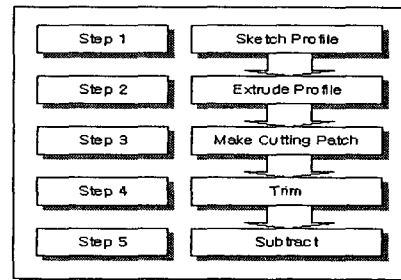 Step 1 Sketch Profile
Step 2 Extrude Profile
Step 3 Make Cutting Patch
Step 4 Trim
Step 5 Subtract